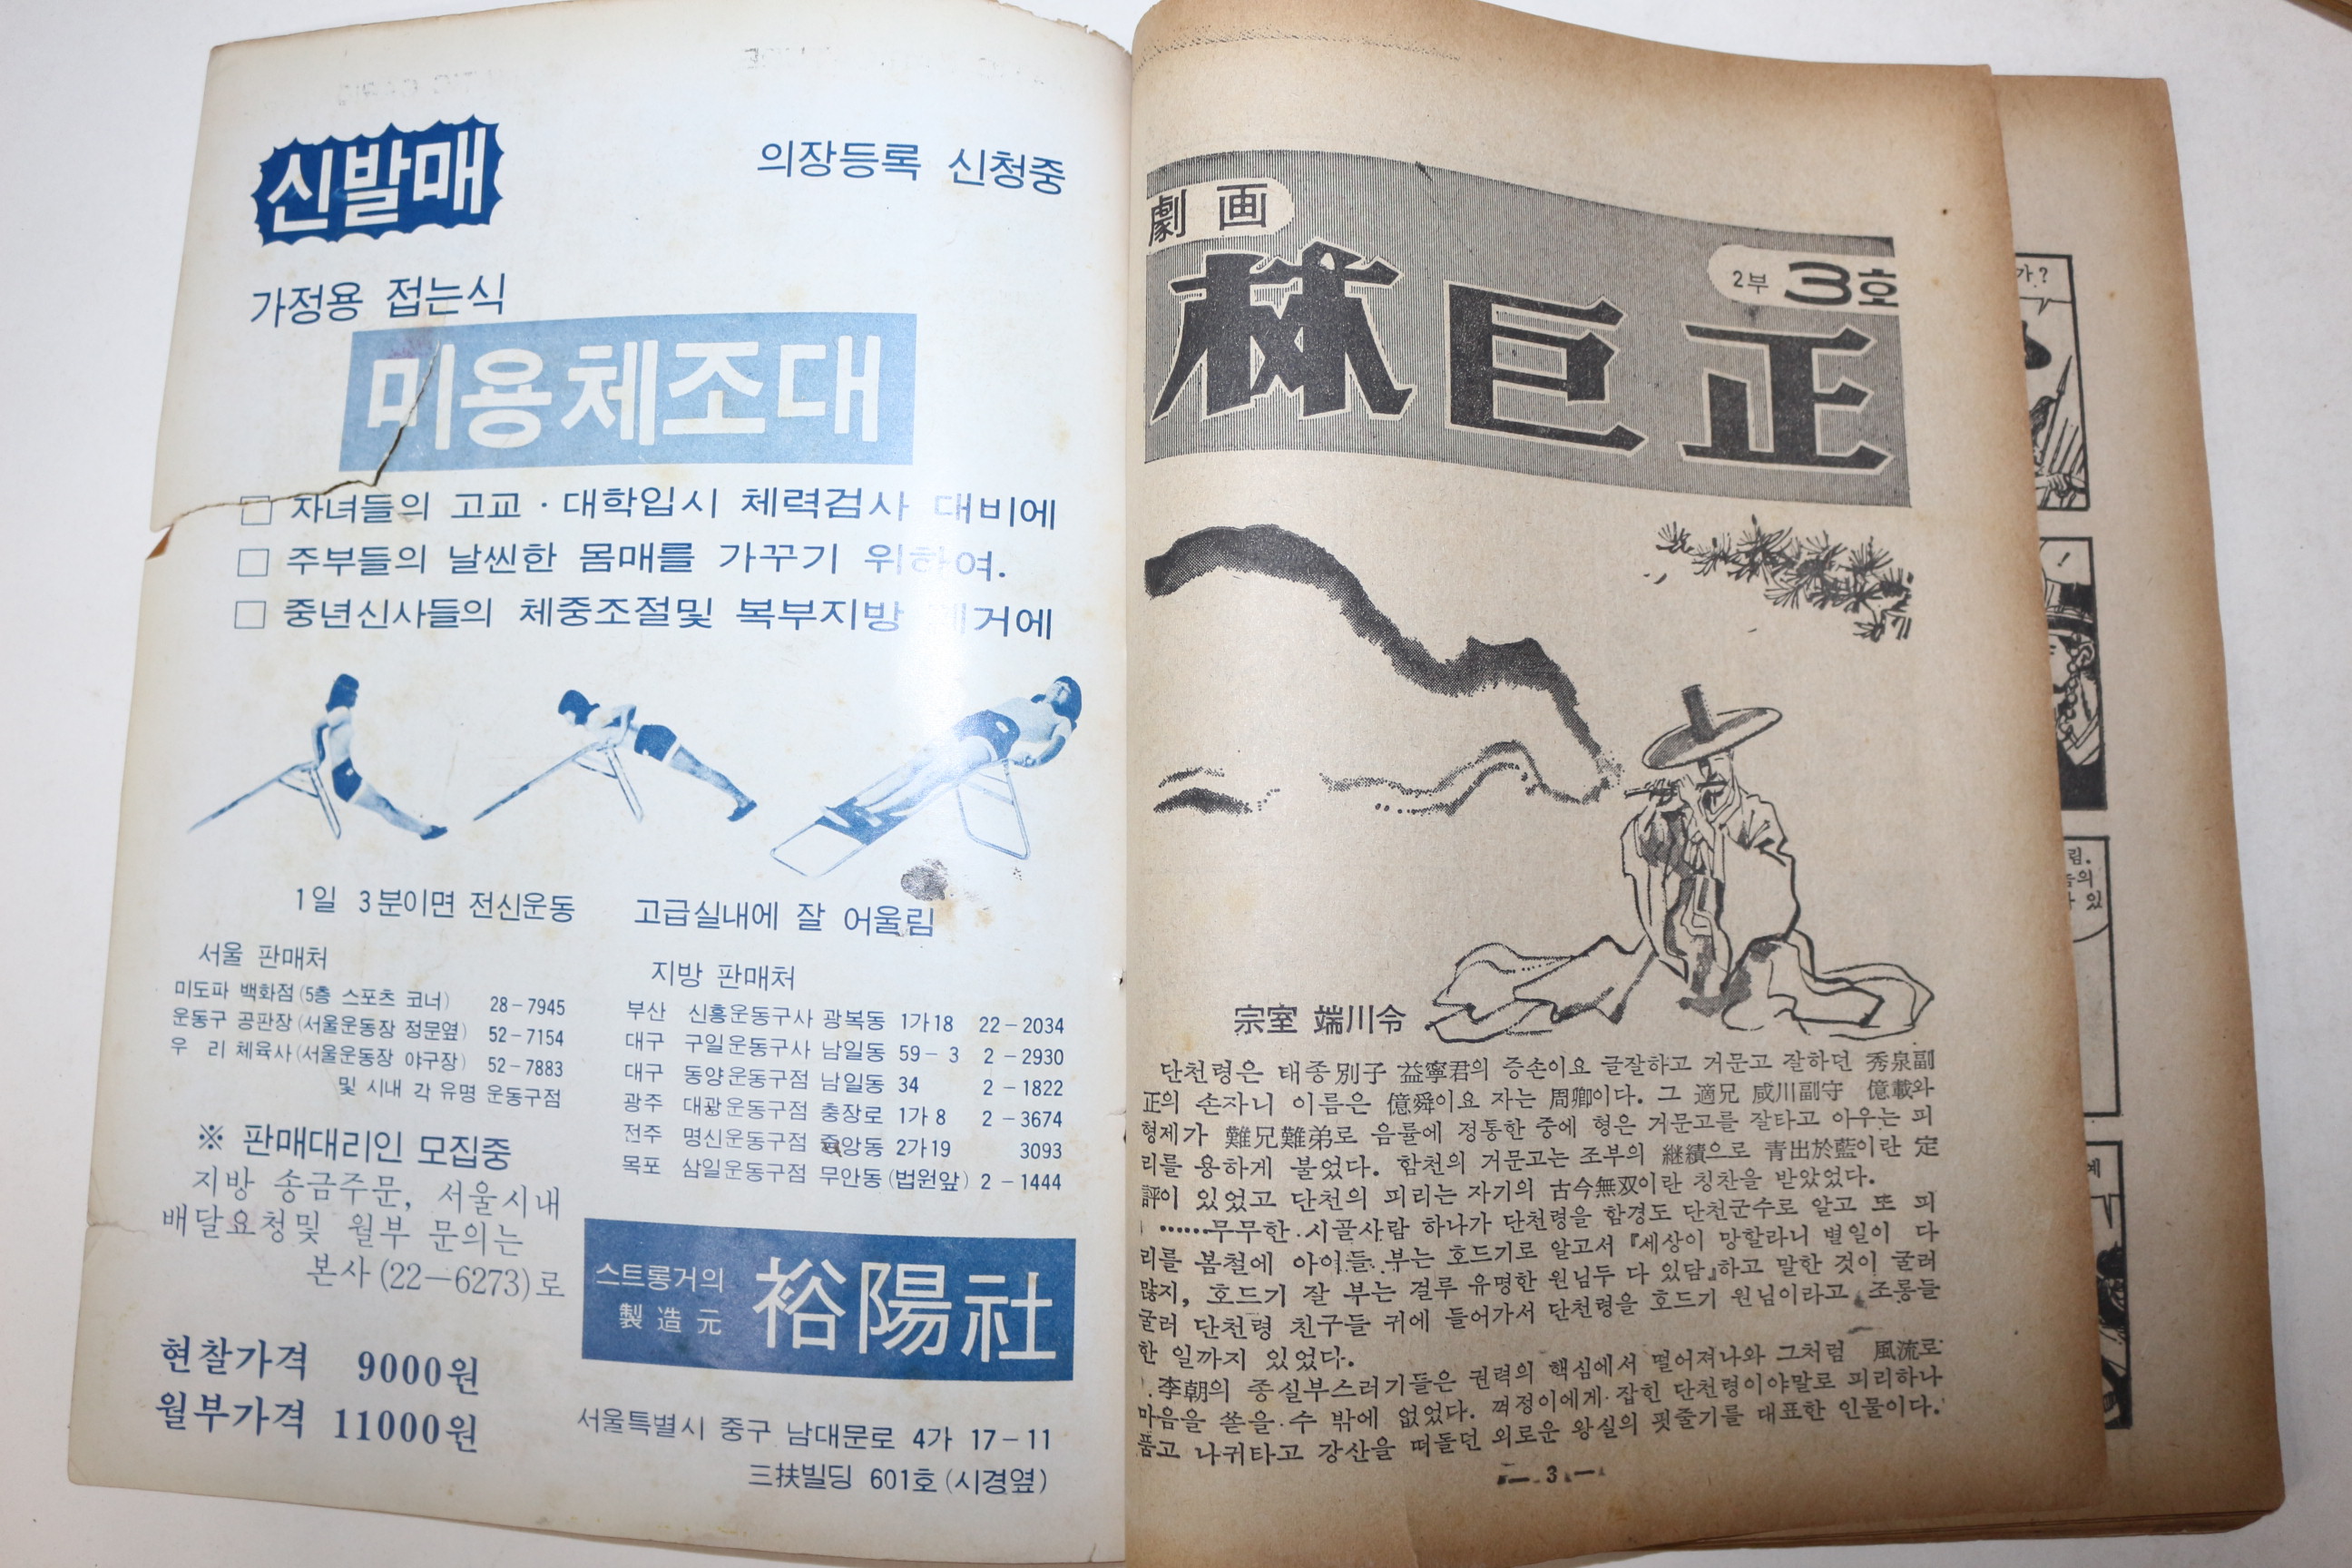 신발매
의장등록 신청중
가정용 접는식
미용체조대
□ 자녀들의 고교·대학입시 체력검사 대비에
□ 주부들의 날씬한 몸매를 가꾸기 위하여.
□ 중년신사들의 체중조절및 복부지방 제거에
1일 3분이면 전신운동
고급실내에 잘 어울림
서울 판매처
미도파 백화점(5층 스포츠 코너) 28-7945
운동구 공판장(서울운동장 정문옆) 52-7154
우 리 체육사(서울운동장 야구장) 52-7883
및 시내 각 유명 운동구점
지방 판매처
부산 신흥운동구사 광복동 1가18 22-2034
대구 구일운동구사 남일동 59-3 2-2930
대구 동양운동구점 남일동 34 2-1822
광주 대광운동구점 충장로 1가8 2-3674
전주 명신운동구점 중앙동 2가19 3093
목포 삼일운동구점 무안동(법원앞) 2-1444
※ 판매대리인 모집중
지방 송금주문, 서울시내
배달요청및 월부 문의는
본사(22-6273)로
현찰가격 9000원
월부가격 11000원
스트롱거의
製造元
裕陽社
서울특별시 중구 남대문로 4가 17-11
三扶빌딩 601호(시경옆)
劇画
林巨正
2부 3호
宗室 端川令
단천령은 태종別子 益寧君의 증손이요 글잘하고 거문고 잘하던 秀泉副
正의 손자니 이름은 億舜이요 자는 周卿이다. 그 適兄 咸川副守 億載와
형제가 難兄難弟로 음률에 정통한 중에 형은 거문고를 잘타고 아우는 피
리를 용하게 불었다. 함천의 거문고는 조부의 継績으로 青出於藍이란 定
評이 있었고 단천의 피리는 자기의 古今無双이란 칭찬을 받았었다.
……무무한 시골사람 하나가 단천령을 함경도 단천군수로 알고 또 피
리를 봄철에 아이들 부는 호드기로 알고서 『세상이 망할라니 별일이 다
많지, 호드기 잘 부는 걸루 유명한 원님두 다 있담』하고 말한 것이 굴러
굴러 단천령 친구들 귀에 들어가서 단천령을 호드기 원님이라고 조롱들
한 일까지 있었다.
李朝의 종실부스러기들은 권력의 핵심에서 떨어져나와 그처럼 風流로
마음을 쏟을 수 밖에 없었다. 꺼정이에게 잡힌 단천령이야말로 피리하나
품고 나귀타고 강산을 떠돌던 외로운 왕실의 핏줄기를 대표한 인물이다.
— 3 —
가?
림.
있